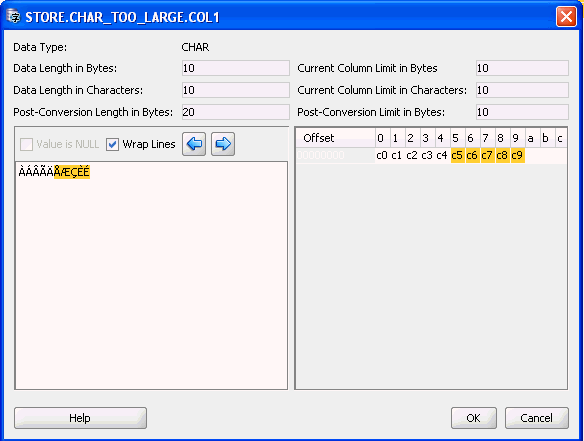 STORE.CHAR_TOO_LARGE.COL1
Data Type: CHAR
Data Length in Bytes: 10 Current Column Limit in Bytes 10
Data Length in Characters: 10 Current Column Limit in Characters: 10
Post-Conversion Length in Bytes: 20 Post-Conversion Limit in Bytes: 10
Value is NULL Wrap Lines Offset 0 1 2 3 4 5 6 7 8 9 a b c
ÀÁÂÃÄÅÆÇÈÉ 00000000 c0 c1 c2 c3 c4 c5 c6 c7 c8 c9
Help OK Cancel